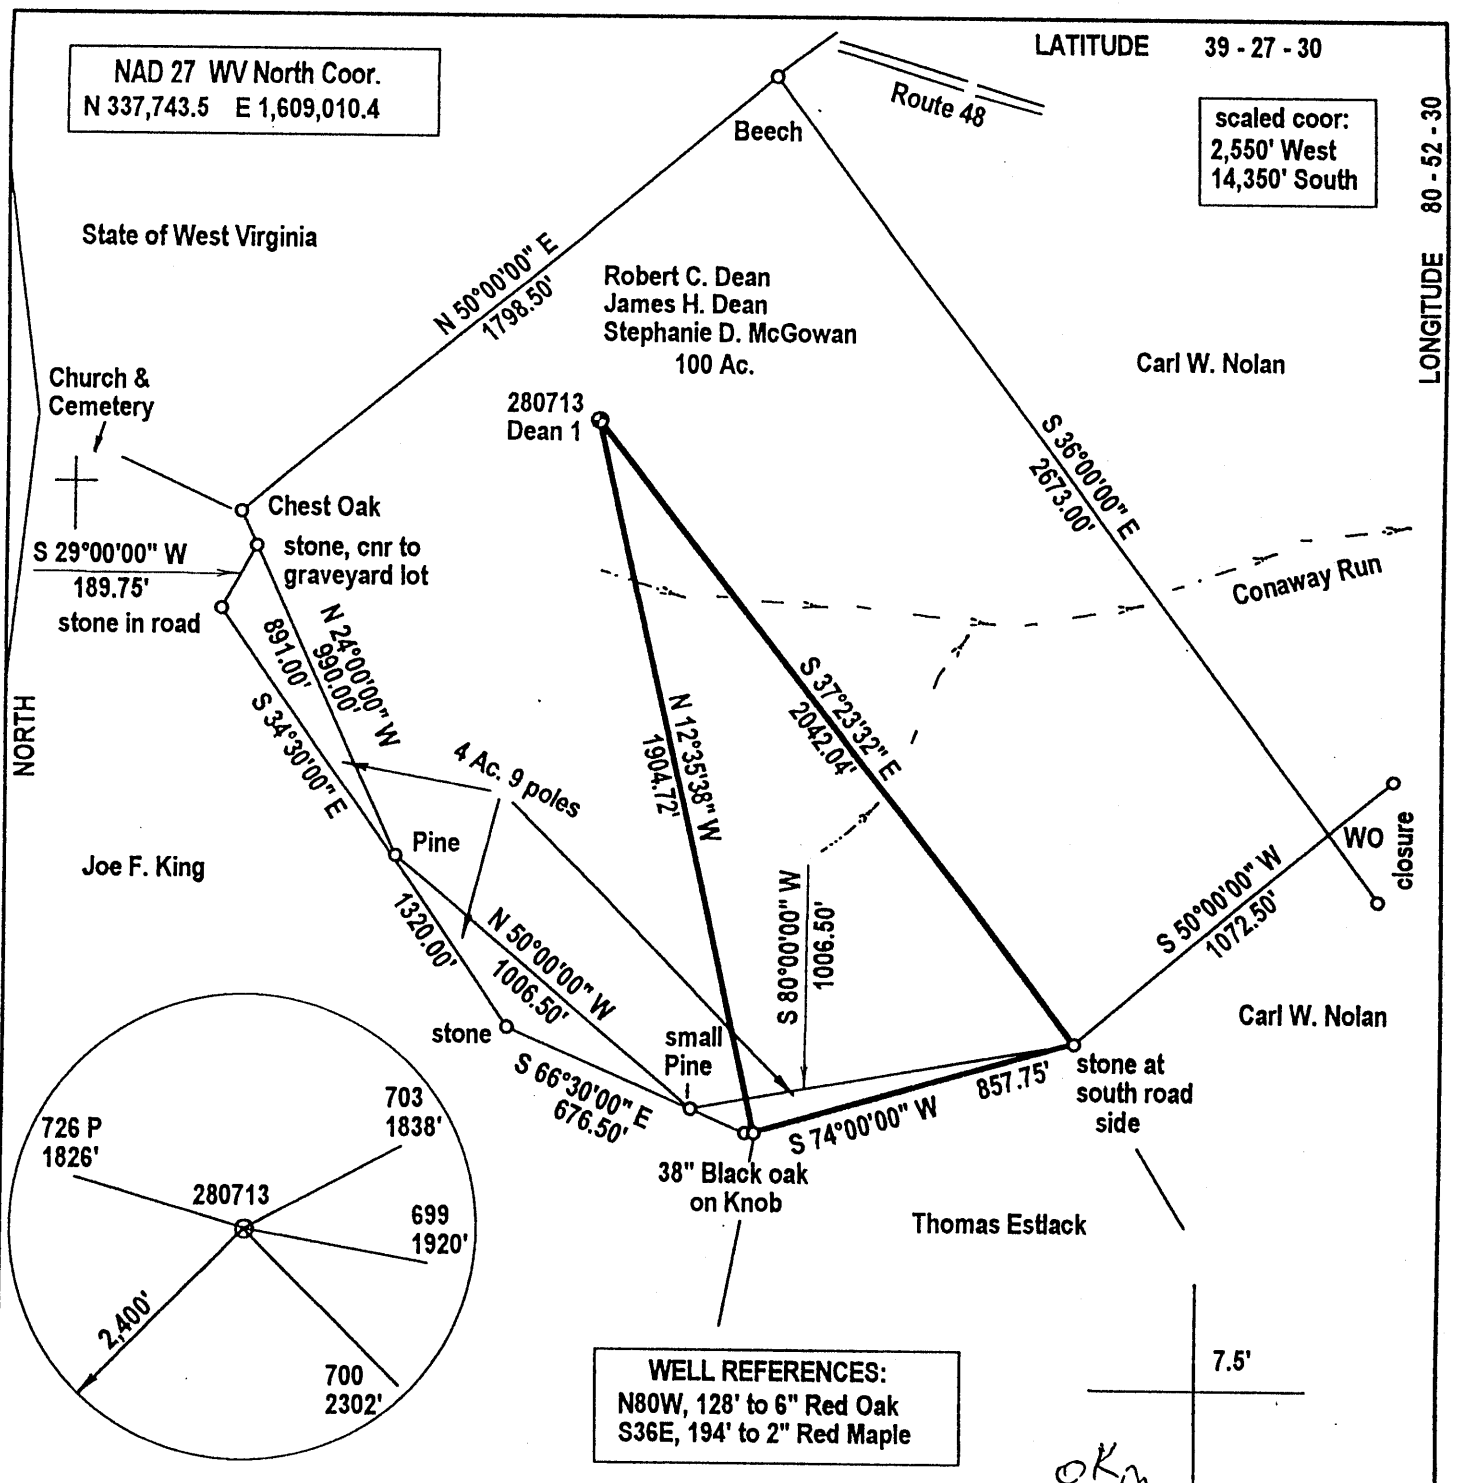 NAD 27 WV North Coor.
N 337,743.5 E 1,609,010.4
LATITUDE 39 - 27 - 30
Route 48
Beech
scaled coor:
2,550' West
14,350' South
LONGITUDE 80 - 52 - 30
State of West Virginia
N 50°00'00" E
1798.50'
Robert C. Dean
James H. Dean
Stephanie D. McGowan
100 Ac.
Carl W. Nolan
Church &
Cemetery
280713
Dean 1
S 36°00'00" E
2673.00'
Chest Oak
S 29°00'00" W
189.75'
stone, cnr to
graveyard lot
stone in road
Conaway Run
N 24°00'00" W
990.00'
891.00'
S 34°30'00" E
NORTH
S 37°23'32" E
2042.04'
N 12°35'38" W
1904.72'
4 Ac. 9 poles
Pine
Joe F. King
WO
closure
S 50°00'00" W
1072.50'
S 80°00'00" W
1006.50'
1320.00'
N 50°00'00" W
1006.50'
stone
small
Pine
Carl W. Nolan
S 66°30'00" E
676.50'
857.75'
S 74°00'00" W
stone at
south road
side
38" Black oak
on Knob
Thomas Estlack
703
1838'
726 P
1826'
280713
699
1920'
2,400'
700
2302'
WELL REFERENCES:
N80W, 128' to 6" Red Oak
S36E, 194' to 2" Red Maple
7.5'